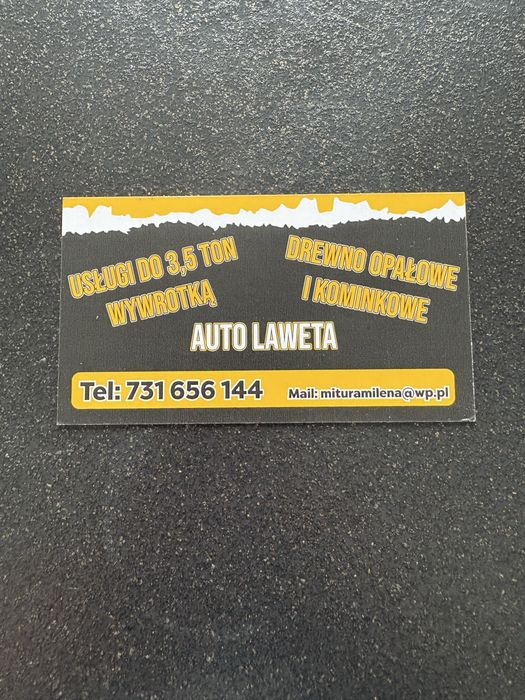 USŁUGI DO 3,5 TON
WYWROTKĄ
DREWNO OPAŁOWE
I KOMINKOWE
AUTO LAWETA
Tel: 731 656 144
Mail: mituramilena@wp.pl